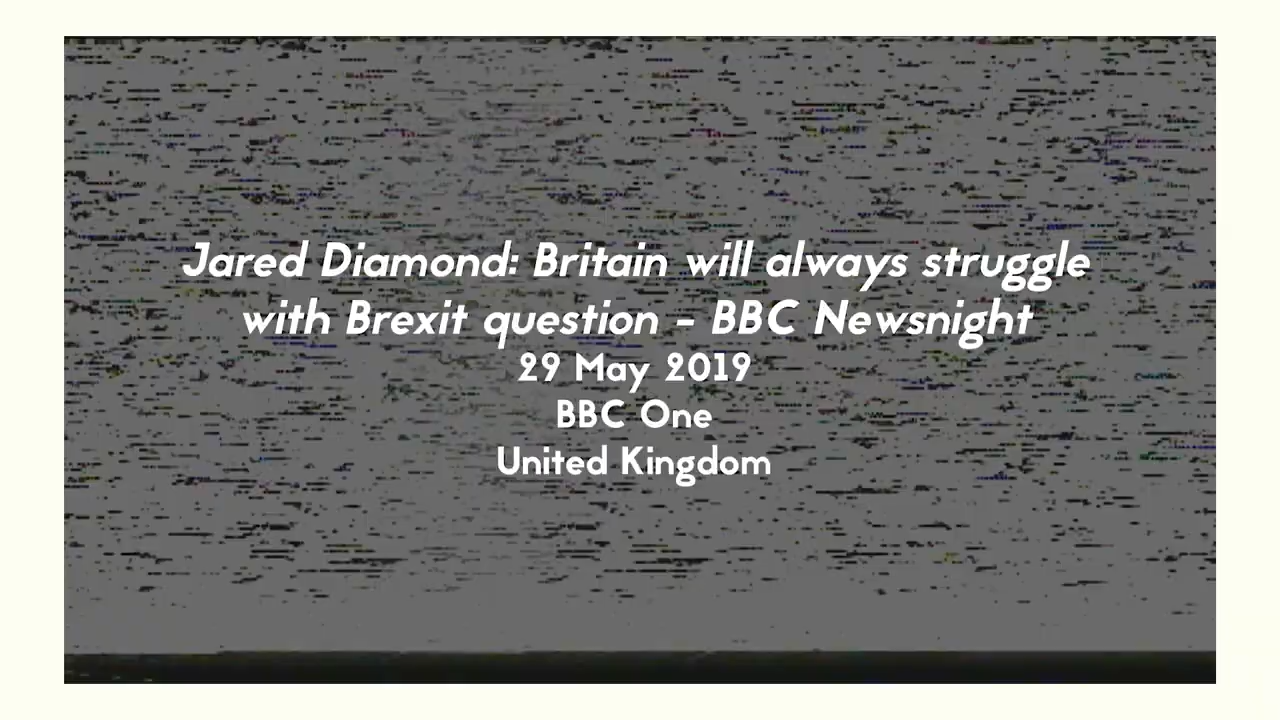 Jared Diamond: Britain will always struggle
with Brexit question - BBC Newsnight
29 May 2019
BBC One
United Kingdom